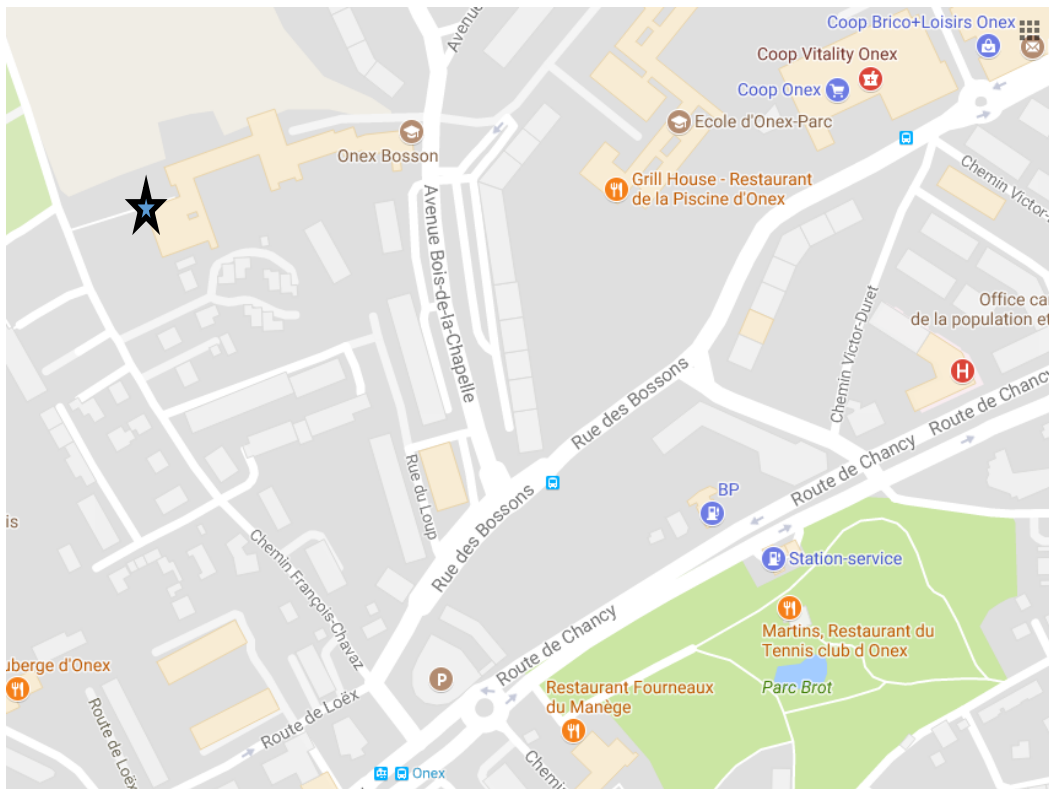 Coop Brico+Loisirs Onex
Avenue
Coop Vitality Onex
Coop Onex
Ecole d'Onex-Parc
Onex Bosson
Chemin Victor-
Grill House - Restaurant
de la Piscine d'Onex
Avenue Bois-de-la-Chapelle
Office ca
de la population et
Chemin Victor-Duret
H
Rue des Bossons
Route de Chancy
Route de Chancy
Rue du Loup
BP
Rue des Bossons
is
Station-service
Chemin François-Chavaz
Route de Chancy
Martins, Restaurant du
Tennis club d Onex
uberge d'Onex
P
Parc Brot
Restaurant Fourneaux
du Manège
Route de Loëx
Route de Loëx
Chemin
Onex